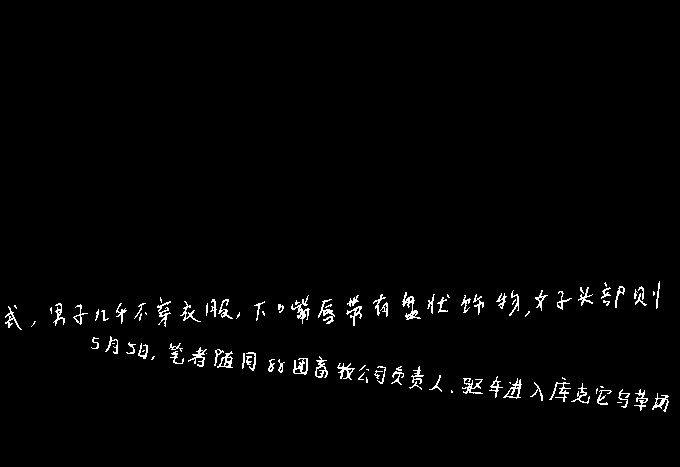 式，男子几乎不穿衣服，下口嘴唇带有盘状饰物，女子头部则
5月5日，笔者随同88团畜牧公司负责人、驱车进入库克它乌草场